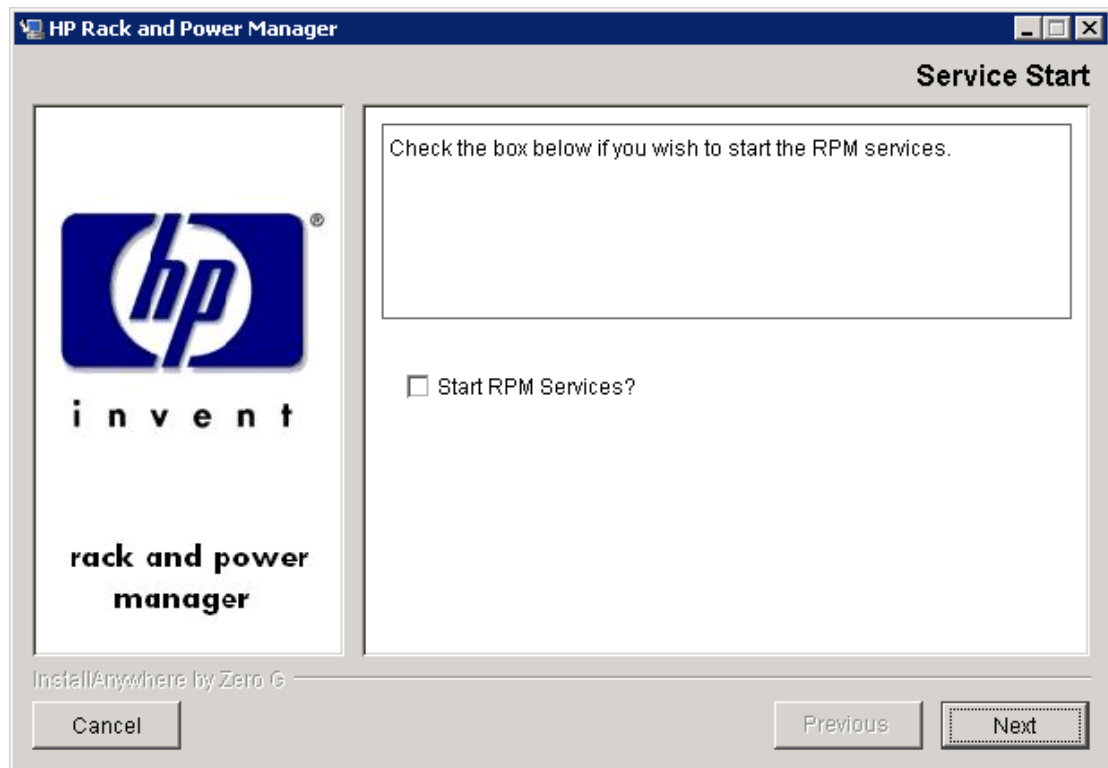 HP Rack and Power Manager
Service Start
hp
®
invent
rack and power
manager
Check the box below if you wish to start the RPM services.
Start RPM Services?
InstallAnywhere by Zero G
Cancel
Previous
Next